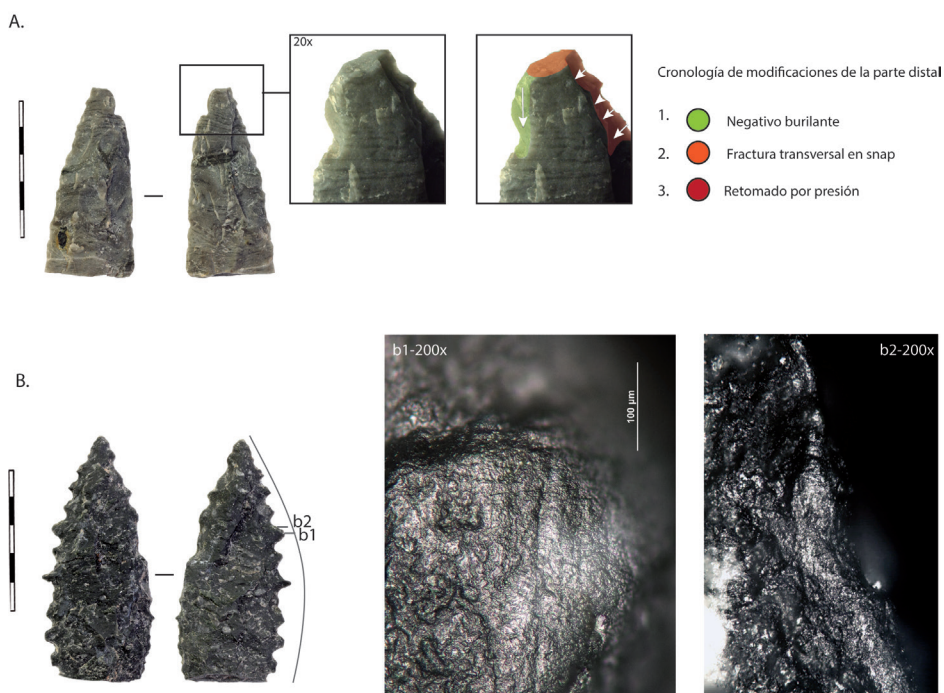 A.
20x
Cronología de modificaciones de la parte distal
1. Negativo burilante
2. Fractura transversal en snap
3. Retomado por presión
B.
b2
b1
b1-200x
100 µm
b2-200x